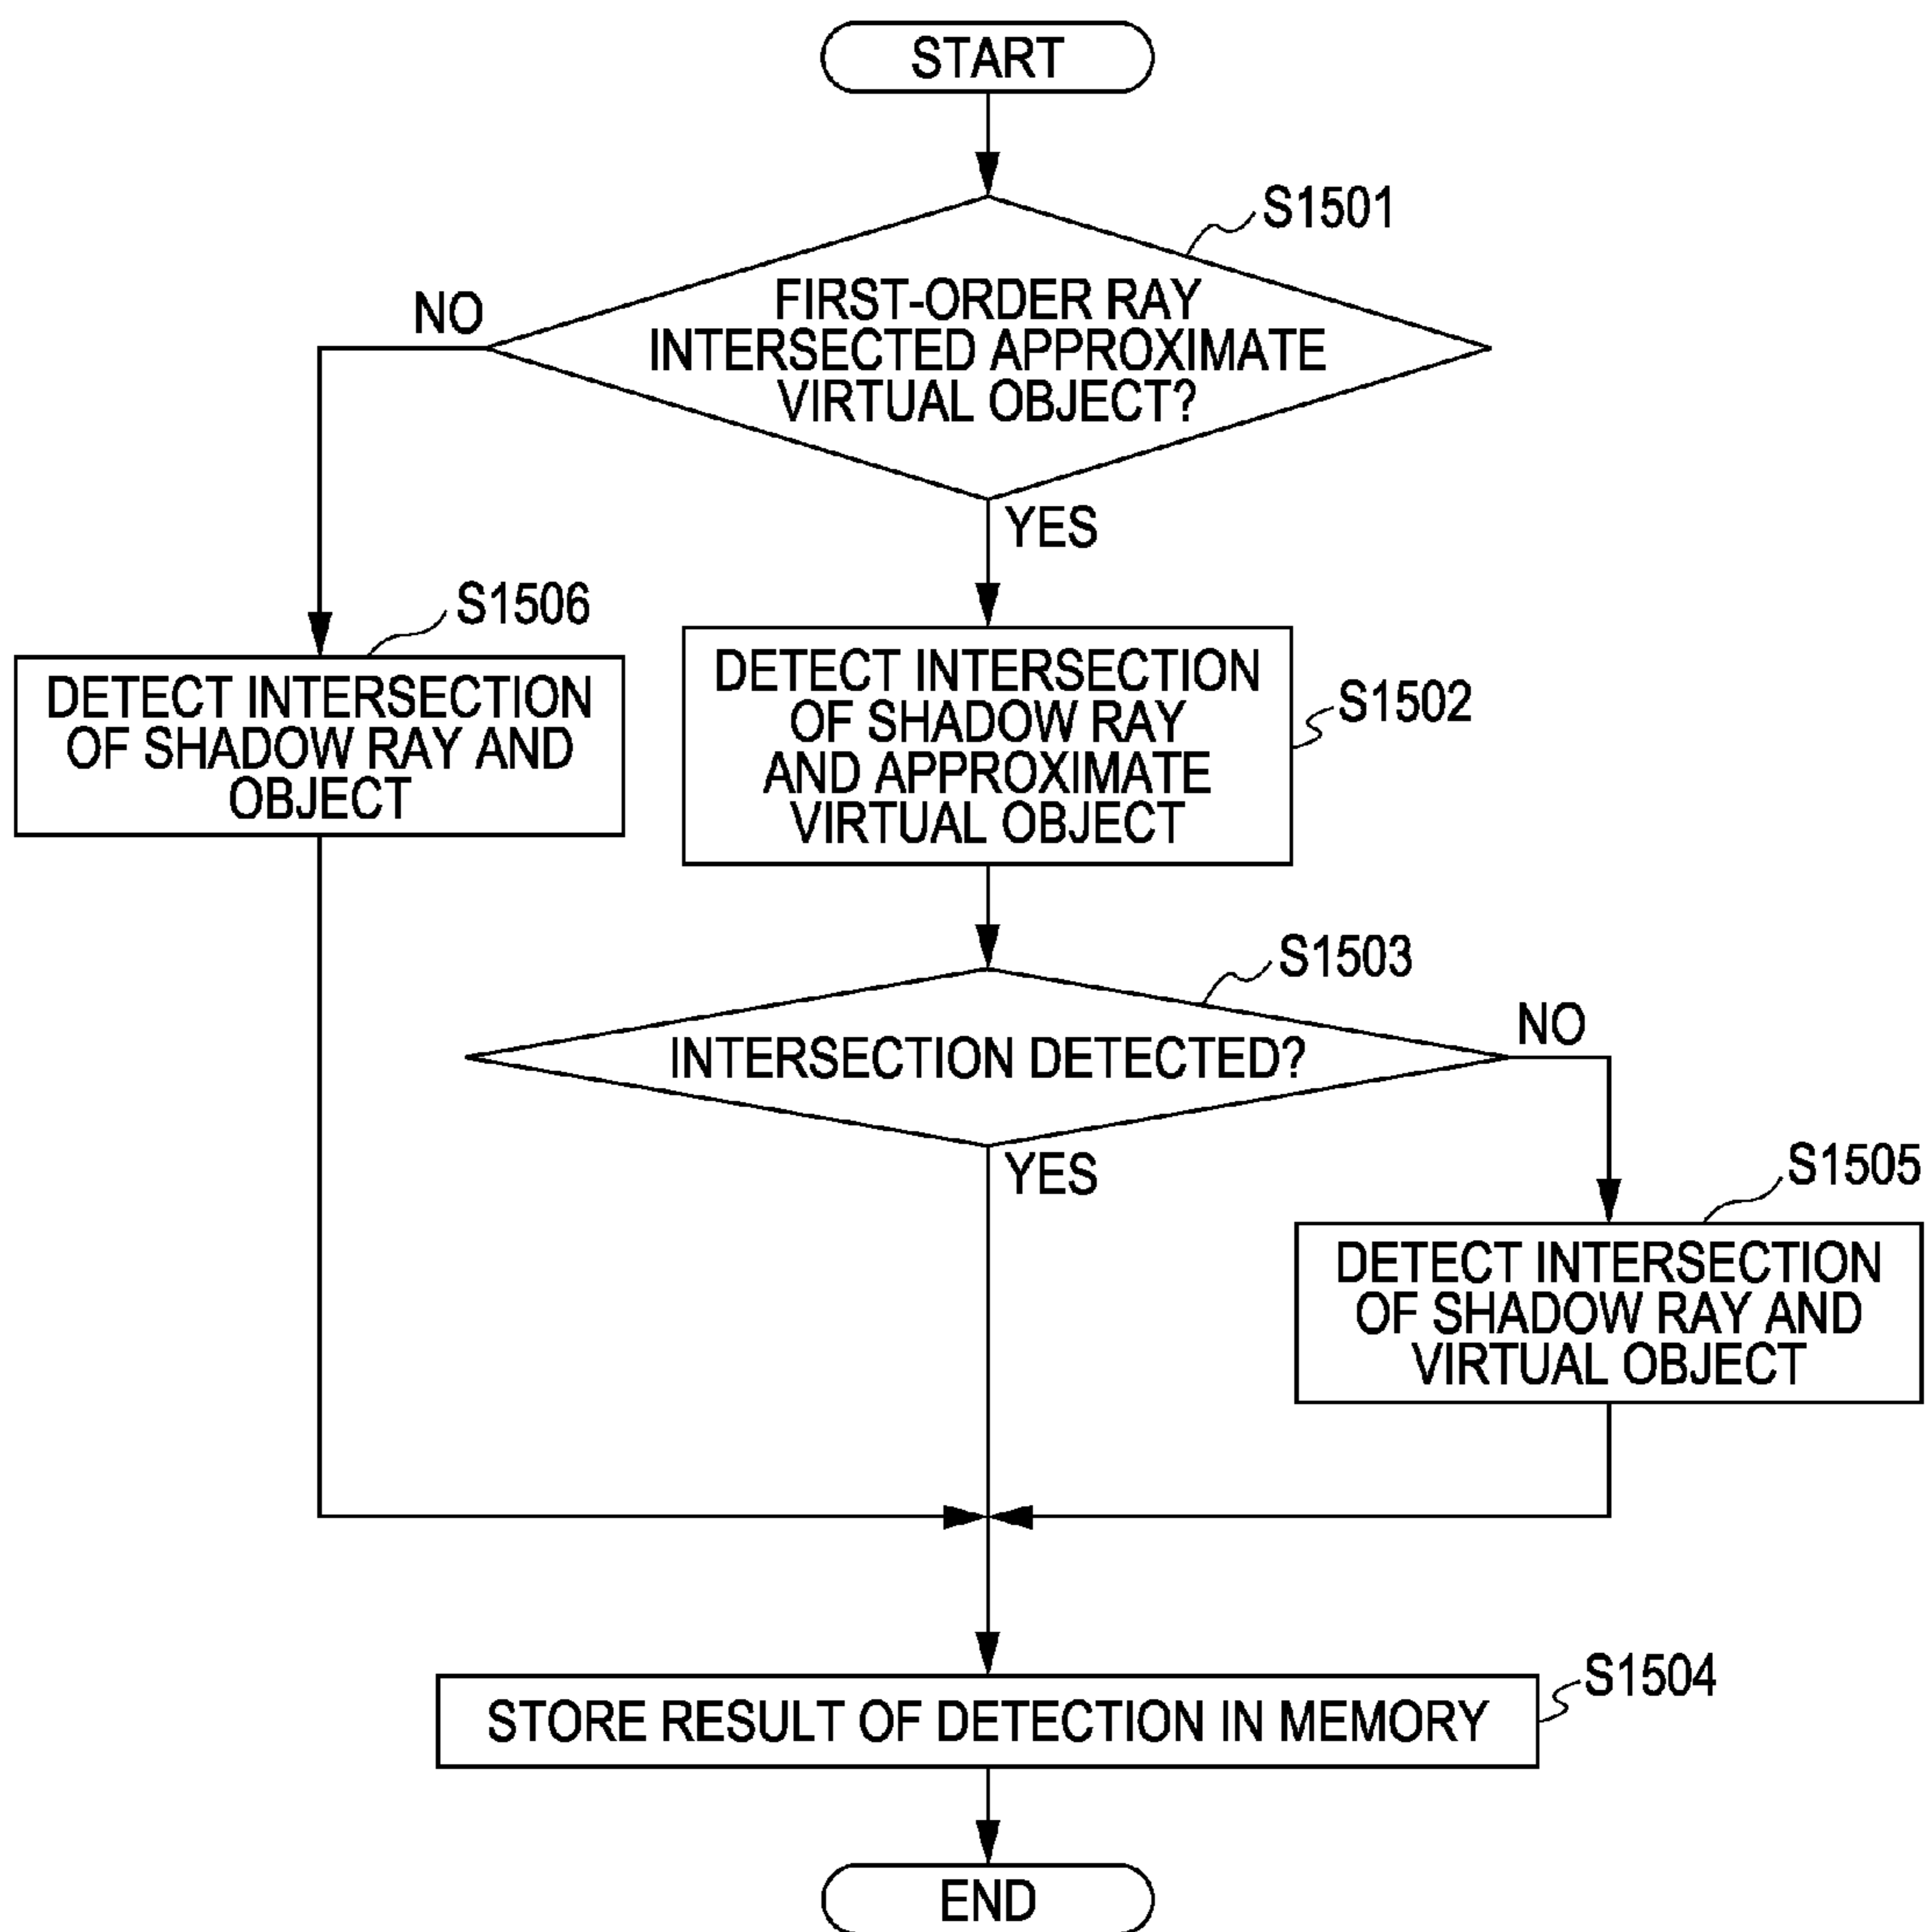 START
S1501
NO
FIRST-ORDER RAY
INTERSECTED APPROXIMATE
VIRTUAL OBJECT?
YES
S1506
DETECT INTERSECTION
OF SHADOW RAY AND
OBJECT
DETECT INTERSECTION
OF SHADOW RAY
AND APPROXIMATE
VIRTUAL OBJECT
S1502
S1503
INTERSECTION DETECTED?
NO
YES
S1505
DETECT INTERSECTION
OF SHADOW RAY AND
VIRTUAL OBJECT
S1504
STORE RESULT OF DETECTION IN MEMORY
END